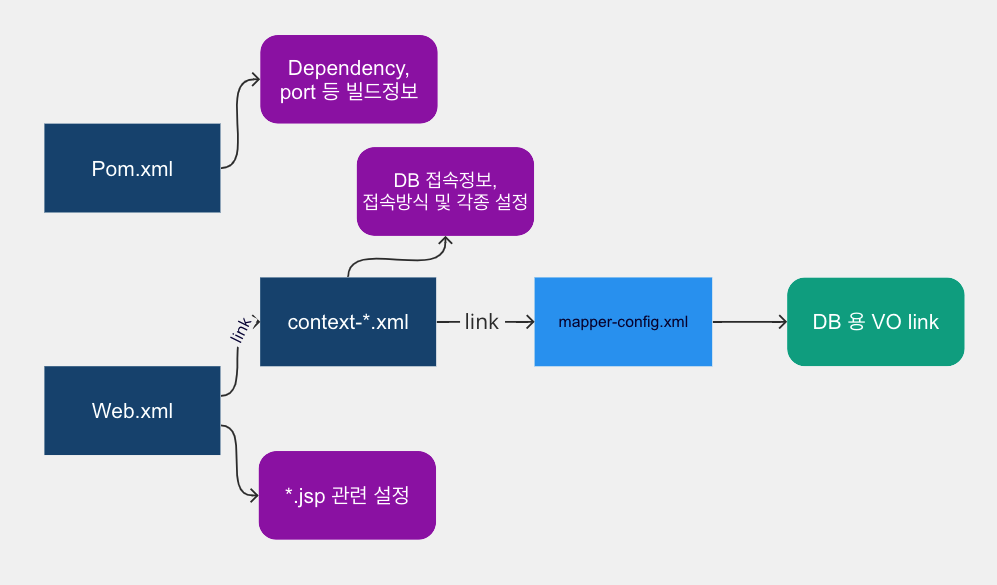 Dependency,
port 등 빌드정보
Pom.xml
DB 접속정보,
접속방식 및 각종 설정
link
context-*.xml
link
mapper-config.xml
DB 용 VO link
Web.xml
*.jsp 관련 설정